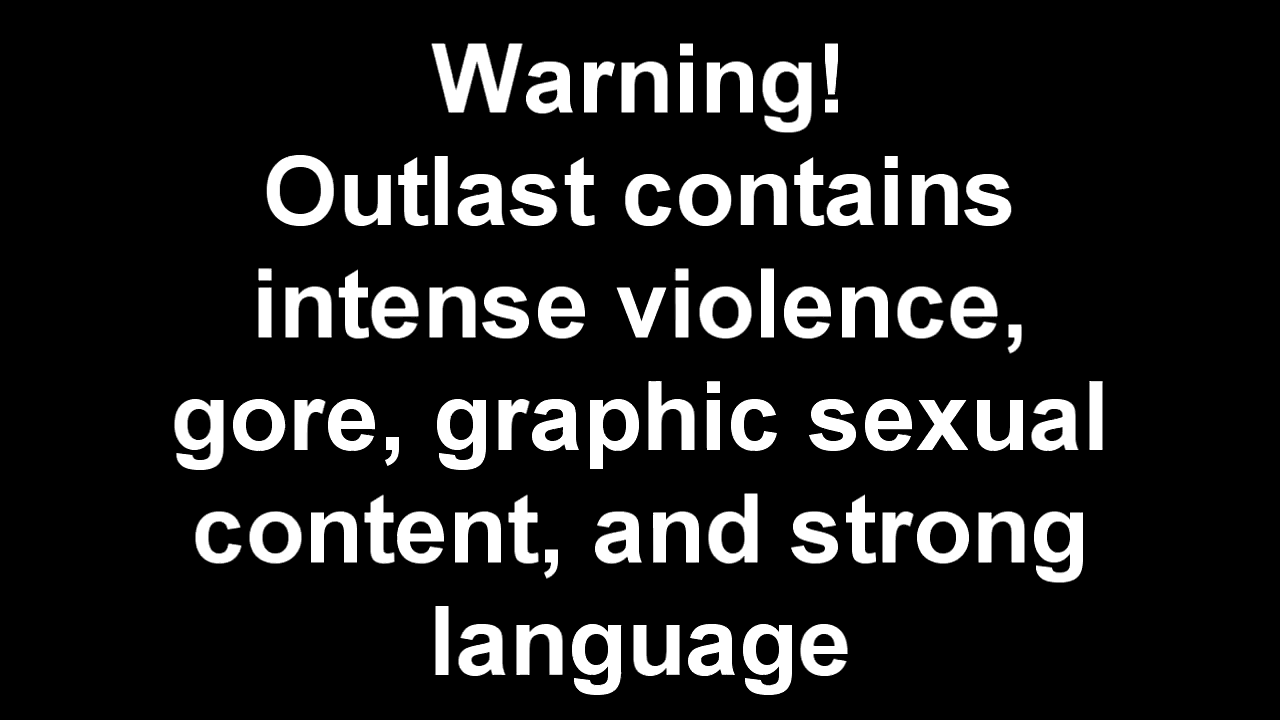 Warning!
Outlast contains
intense violence,
gore, graphic sexual
content, and strong
language